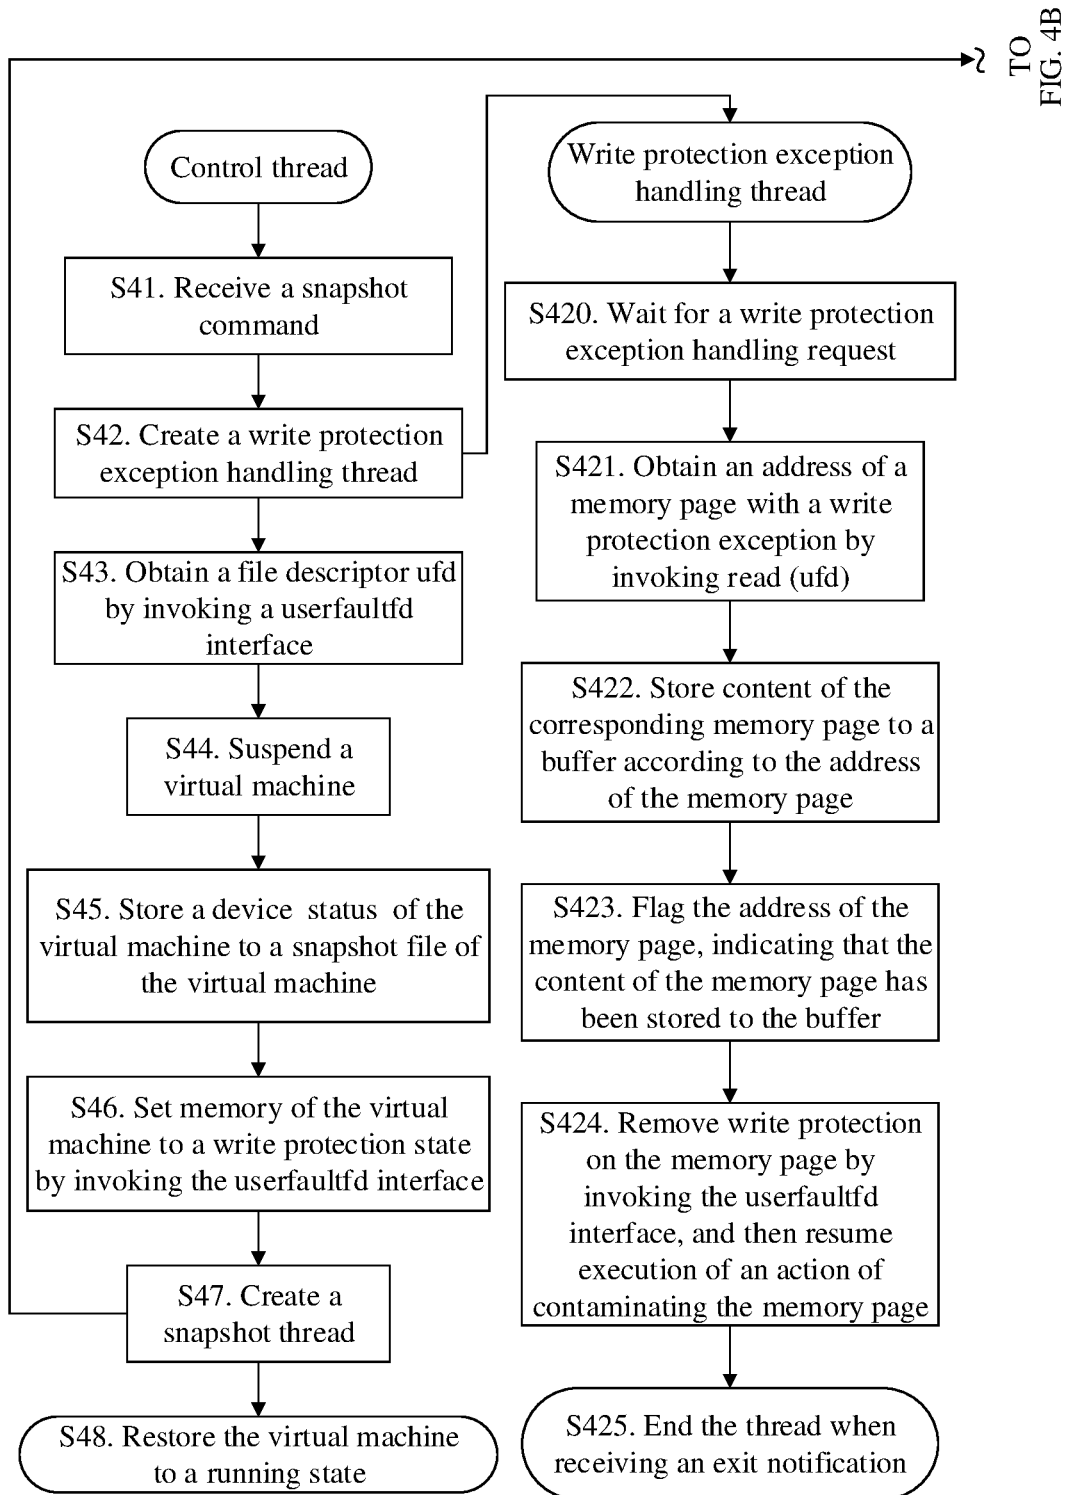 TO
FIG. 4B
Control thread
S41. Receive a snapshot
command
S42. Create a write protection
exception handling thread
S43. Obtain a file descriptor ufd
by invoking a userfaultfd
interface
S44. Suspend a
virtual machine
S45. Store a device status of the
virtual machine to a snapshot file of
the virtual machine
S46. Set memory of the virtual
machine to a write protection state
by invoking the userfaultfd interface
S47. Create a
snapshot thread
S48. Restore the virtual machine
to a running state
Write protection exception
handling thread
S420. Wait for a write protection
exception handling request
S421. Obtain an address of a
memory page with a write
protection exception by
invoking read (ufd)
S422. Store content of the
corresponding memory page to a
buffer according to the address
of the memory page
S423. Flag the address of the
memory page, indicating that the
content of the memory page has
been stored to the buffer
S424. Remove write protection
on the memory page by
invoking the userfaultfd
interface, and then resume
execution of an action of
contaminating the memory page
S425. End the thread when
receiving an exit notification